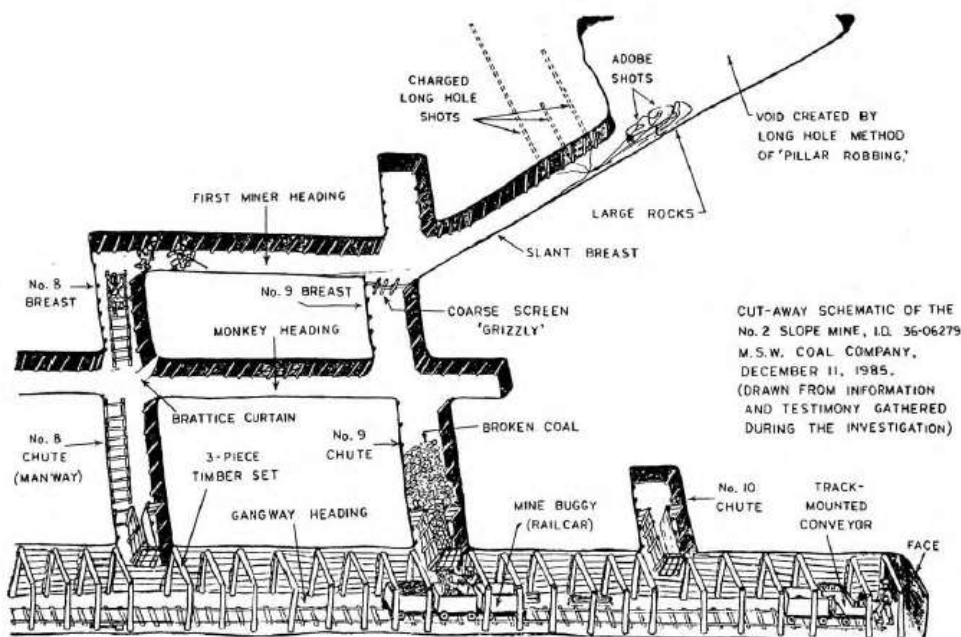 CHARGED
LONG HOLE
SHOTS
ADOBE
SHOTS
VOID CREATED BY
LONG HOLE METHOD
OF 'PILLAR ROBBING,'
FIRST MINER HEADING
LARGE ROCKS
SLANT BREAST
No. 8
BREAST
No. 9 BREAST
COARSE SCREEN
'GRIZZLY'
MONKEY HEADING
CUT-AWAY SCHEMATIC OF THE
No. 2 SLOPE MINE, I.D. 36-06279
M.S.W. COAL COMPANY,
DECEMBER 11, 1985.
(DRAWN FROM INFORMATION
AND TESTIMONY GATHERED
DURING THE INVESTIGATION)
BRATTICE CURTAIN
BROKEN COAL
No. 8
CHUTE
(MANWAY)
3-PIECE
TIMBER SET
No. 9
CHUTE
GANGWAY HEADING
MINE BUGGY
(RAILCAR)
No. 10
CHUTE
TRACK-
MOUNTED
CONVEYOR
FACE